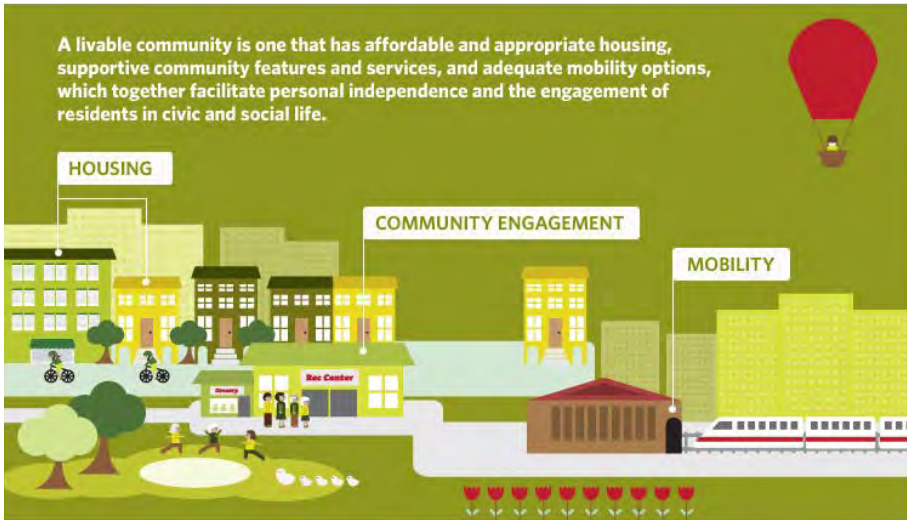 A livable community is one that has affordable and appropriate housing,
supportive community features and services, and adequate mobility options,
which together facilitate personal independence and the engagement of
residents in civic and social life.
HOUSING
COMMUNITY ENGAGEMENT
MOBILITY
Rec Center
Grocery